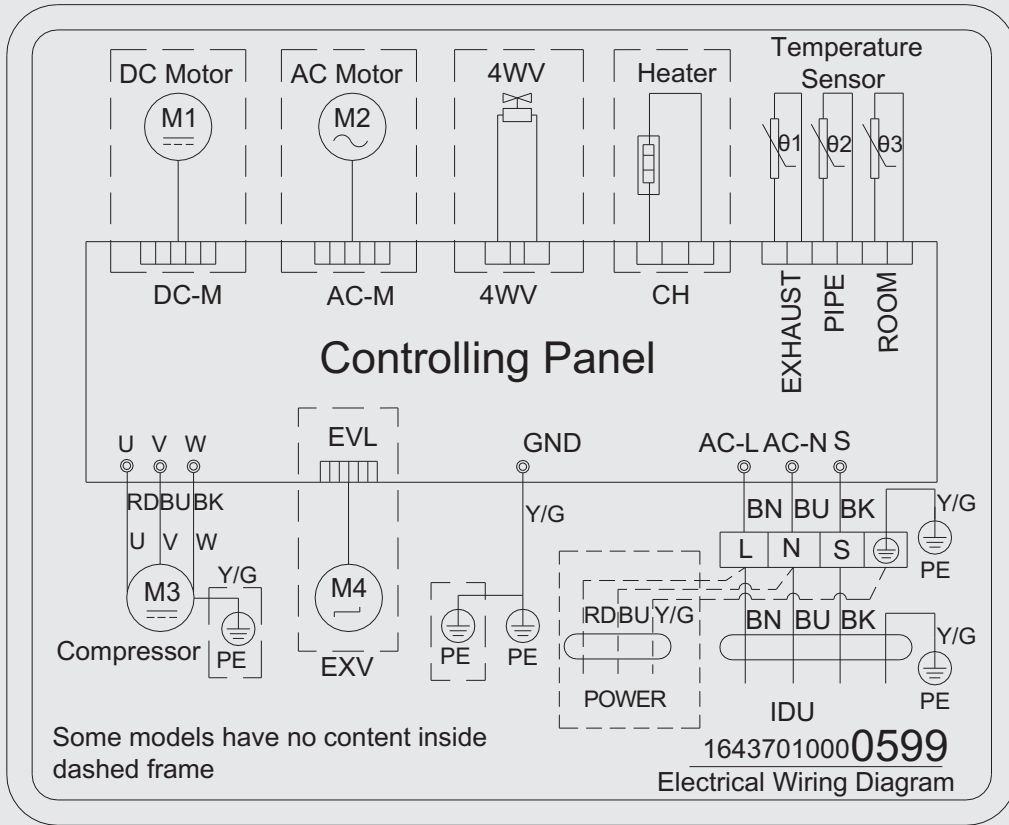 DC Motor
AC Motor
4WV
Heater
Temperature
Sensor
M1
M2
θ1
θ2
θ3
DC-M
AC-M
4WV
CH
EXHAUST
PIPE
ROOM
Controlling Panel
U V W
EVL
GND
AC-L AC-N S
RD BU BK
Y/G
BN BU BK
Y/G
U V W
L N S
PE
M3
Y/G
M4
RD BU Y/G
BN BU BK
Y/G
Compressor
PE
EXV
PE
PE
POWER
IDU
PE
Some models have no content inside
dashed frame
16437010000599
Electrical Wiring Diagram